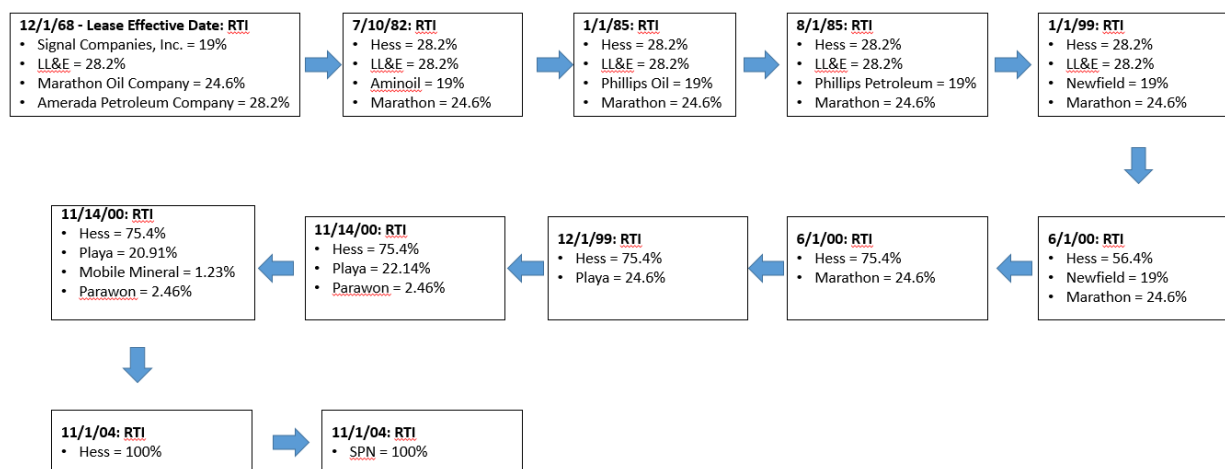 12/1/68 - Lease Effective Date: RTI
• Signal Companies, Inc. = 19%
• LL&E = 28.2%
• Marathon Oil Company = 24.6%
• Amerada Petroleum Company = 28.2%
7/10/82: RTI
• Hess = 28.2%
• LL&E = 28.2%
• Aminoil = 19%
• Marathon = 24.6%
1/1/85: RTI
• Hess = 28.2%
• LL&E = 28.2%
• Phillips Oil = 19%
• Marathon = 24.6%
8/1/85: RTI
• Hess = 28.2%
• LL&E = 28.2%
• Phillips Petroleum = 19%
• Marathon = 24.6%
1/1/99: RTI
• Hess = 28.2%
• LL&E = 28.2%
• Newfield = 19%
• Marathon = 24.6%
6/1/00: RTI
• Hess = 56.4%
• Newfield = 19%
• Marathon = 24.6%
6/1/00: RTI
• Hess = 75.4%
• Marathon = 24.6%
12/1/99: RTI
• Hess = 75.4%
• Playa = 24.6%
11/14/00: RTI
• Hess = 75.4%
• Playa = 22.14%
• Parawon = 2.46%
11/14/00: RTI
• Hess = 75.4%
• Playa = 20.91%
• Mobile Mineral = 1.23%
• Parawon = 2.46%
11/1/04: RTI
• Hess = 100%
11/1/04: RTI
• SPN = 100%